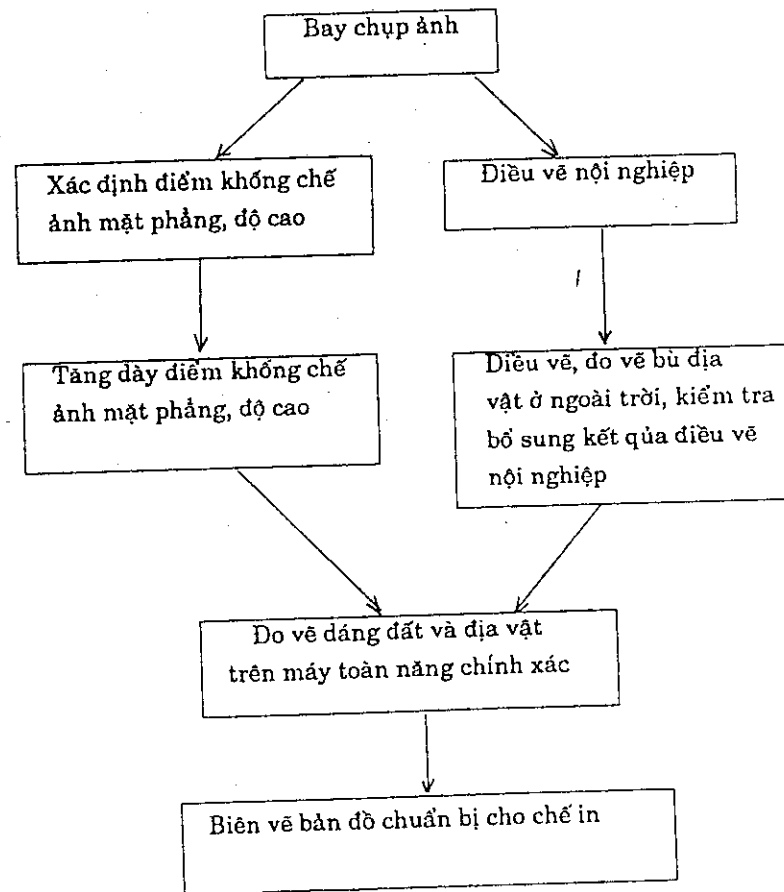 Bay chụp ảnh
Xác định điểm khống chế
ảnh mặt phẳng, độ cao
Điều vẽ nội nghiệp
Tăng dày điểm khống chế
ảnh mặt phẳng, độ cao
Điều vẽ, đo vẽ bù địa
vật ở ngoài trời, kiểm tra
bổ sung kết qủa điều vẽ
nội nghiệp
Đo vẽ dáng đất và địa vật
trên máy toàn năng chính xác
Biên vẽ bản đồ chuẩn bị cho chế in